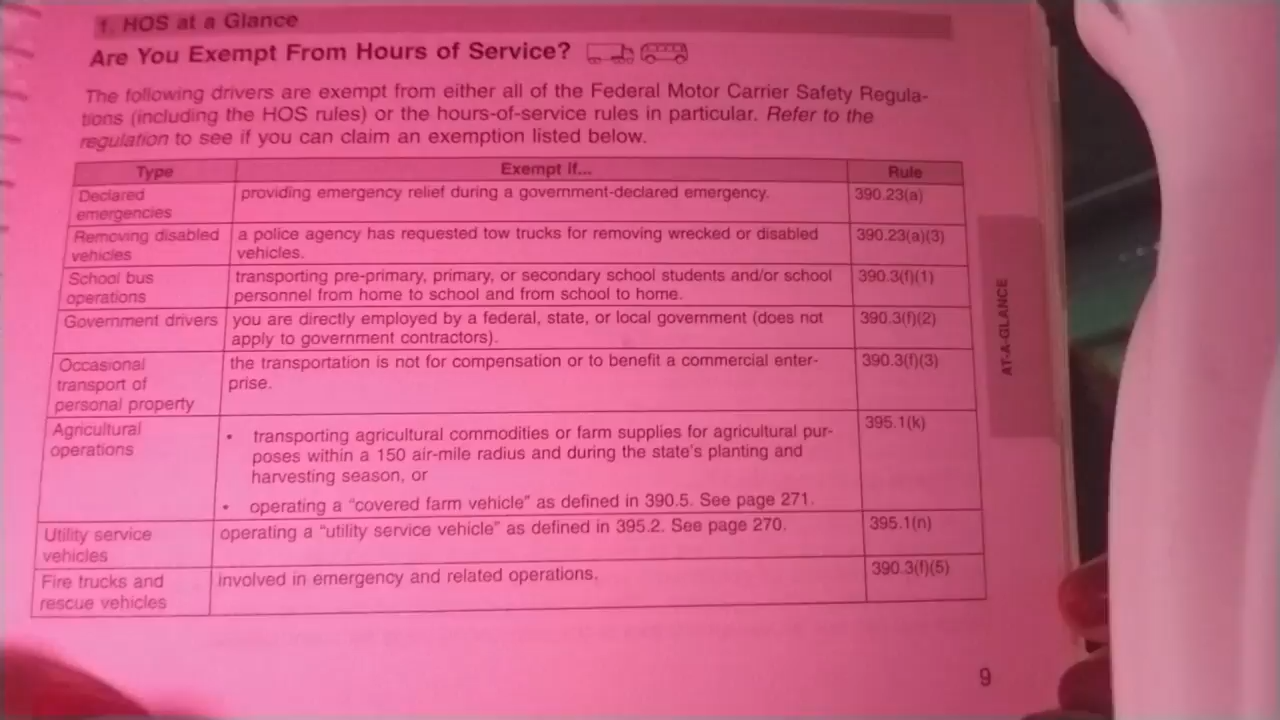 1. HOS at a Glance
Are You Exempt From Hours of Service?
The following drivers are exempt from either all of the Federal Motor Carrier Safety Regula-
tions (including the HOS rules) or the hours-of-service rules in particular. Refer to the
regulation to see if you can claim an exemption listed below.
Type Exempt if... Rule
Declared providing emergency relief during a government-declared emergency. 390.23(a)
emergencies
Removing disabled a police agency has requested tow trucks for removing wrecked or disabled 390.23(a)(3)
vehicles vehicles.
School bus transporting pre-primary, primary, or secondary school students and/or school 390.3(f)(1)
operations personnel from home to school and from school to home.
Government drivers you are directly employed by a federal, state, or local government (does not 390.3(f)(2)
apply to government contractors).
Occasional the transportation is not for compensation or to benefit a commercial enter- 390.3(f)(3)
transport of prise.
personal property
Agricultural • transporting agricultural commodities or farm supplies for agricultural pur- 395.1(k)
operations poses within a 150 air-mile radius and during the state's planting and
harvesting season, or
• operating a "covered farm vehicle" as defined in 390.5. See page 271.
Utility service operating a "utility service vehicle" as defined in 395.2. See page 270. 395.1(n)
vehicles
Fire trucks and involved in emergency and related operations. 390.3(f)(5)
rescue vehicles
AT-A-GLANCE
9